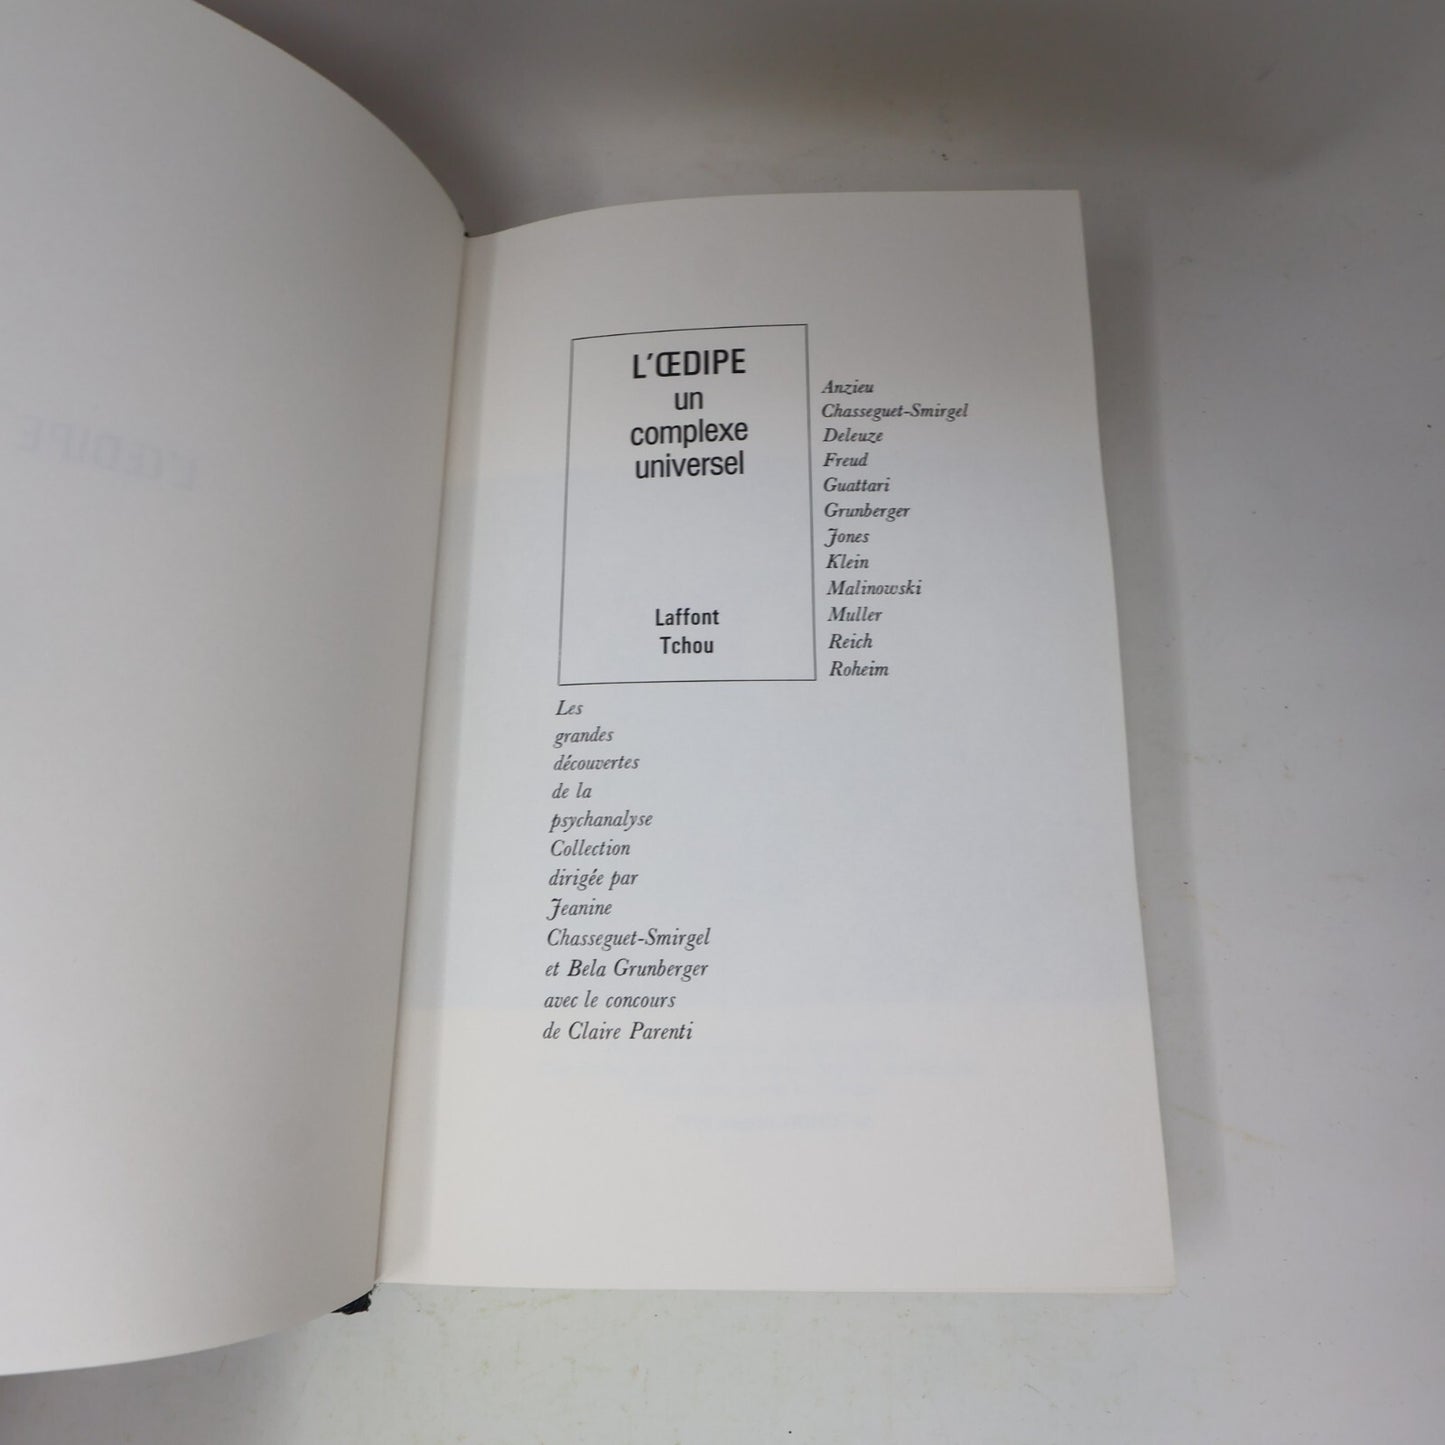 L'ŒDIPE
un
complexe
universel
Laffont
Tchou
Anzieu
Chasseguet-Smirgel
Deleuze
Freud
Guattari
Grunberger
Jones
Klein
Malinowski
Muller
Reich
Roheim
Les
grandes
découvertes
de la
psychanalyse
Collection
dirigée par
Jeanine
Chasseguet-Smirgel
et Bela Grunberger
avec le concours
de Claire Parenti
L'ŒDIPE